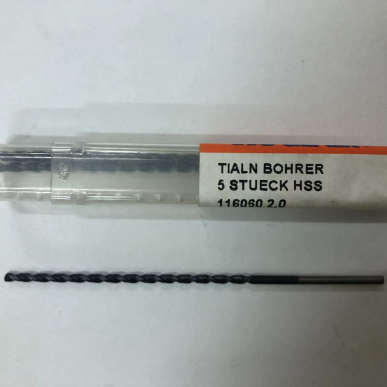 TIALN BOHRER
5 STUECK HSS
116060 2.0